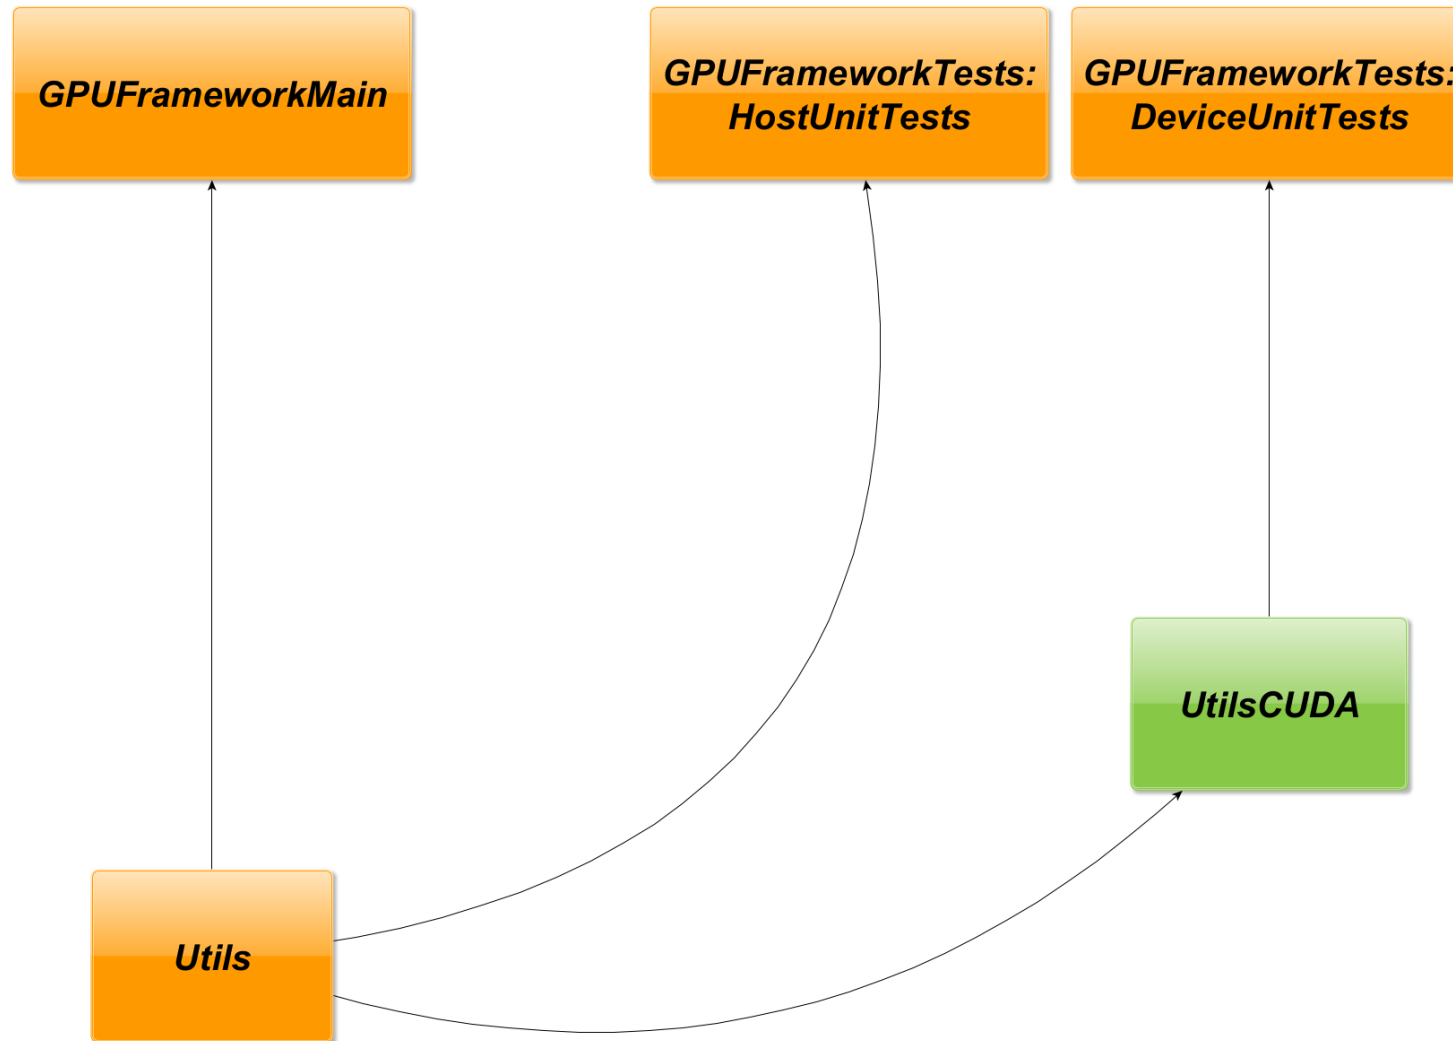 GPUFrameworkMain
GPUFrameworkTests:
HostUnitTests
GPUFrameworkTests:
DeviceUnitTests
UtilsCUDA
Utils